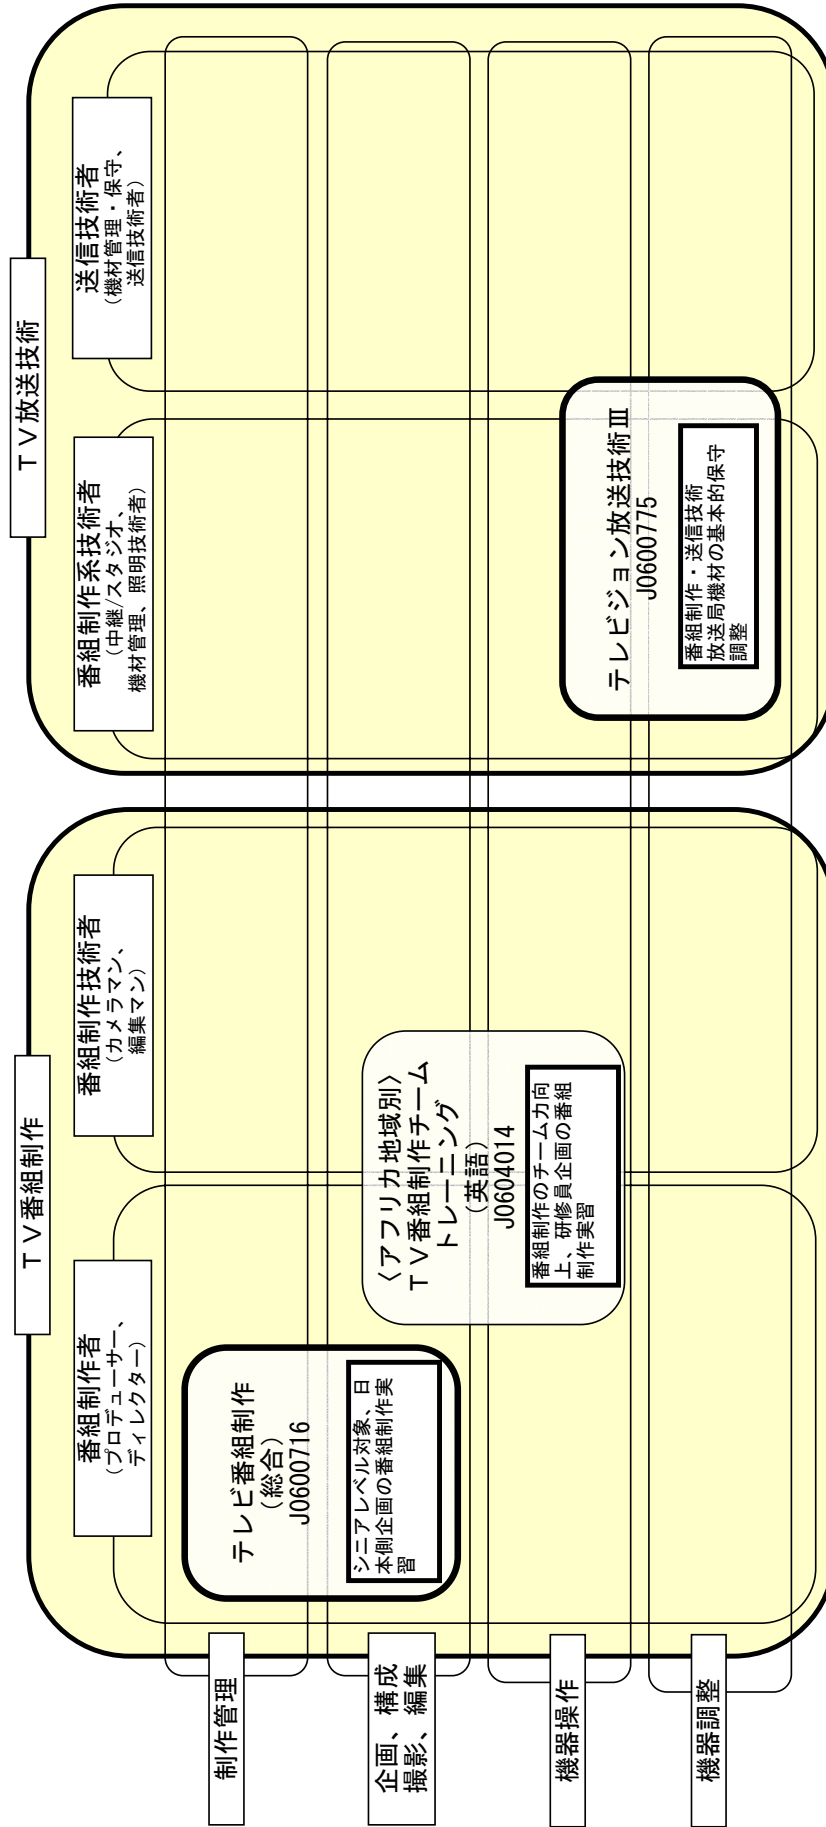 ＴＶ番組制作
ＴＶ放送技術
番組制作者
（プロデューサー、
ディレクター）
番組制作技術者
（カメラマン、
編集マン）
番組制作系技術者
（中継/スタジオ、
機材管理、照明技術者）
送信技術者
（機材管理・保守、
送信技術者）
制作管理
企画、構成
撮影、編集
機器操作
機器調整
テレビ番組制作
（総合）
J0600716
シニアレベル対象、日
本側企画の番組制作実
習
〈アフリカ地域別〉
ＴＶ番組制作チーム
トレーニング
（英語）
J0604014
番組制作のチーム力向
上、研修員企画の番組
制作実習
テレビジョン放送技術Ⅲ
J0600775
番組制作・送信技術
放送局機材の基本的保守
調整